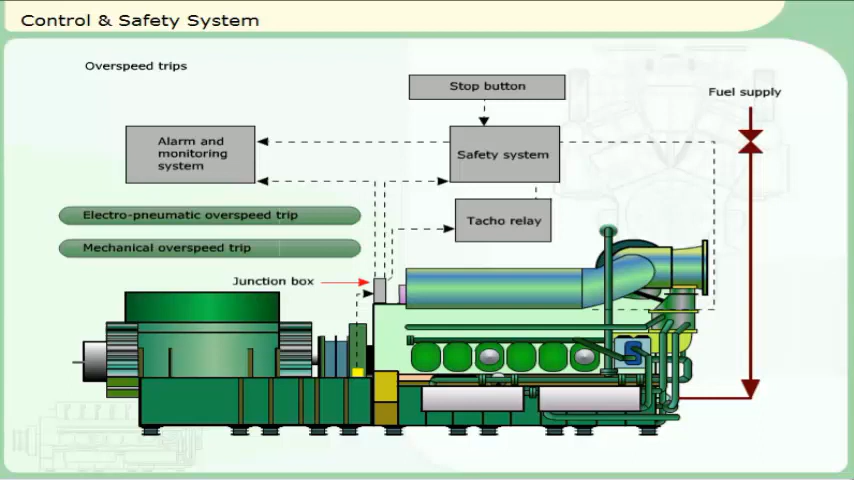 Control & Safety System
Overspeed trips
Stop button
Fuel supply
Alarm and
monitoring
system
Safety system
Electro-pneumatic overspeed trip
Tacho relay
Mechanical overspeed trip
Junction box